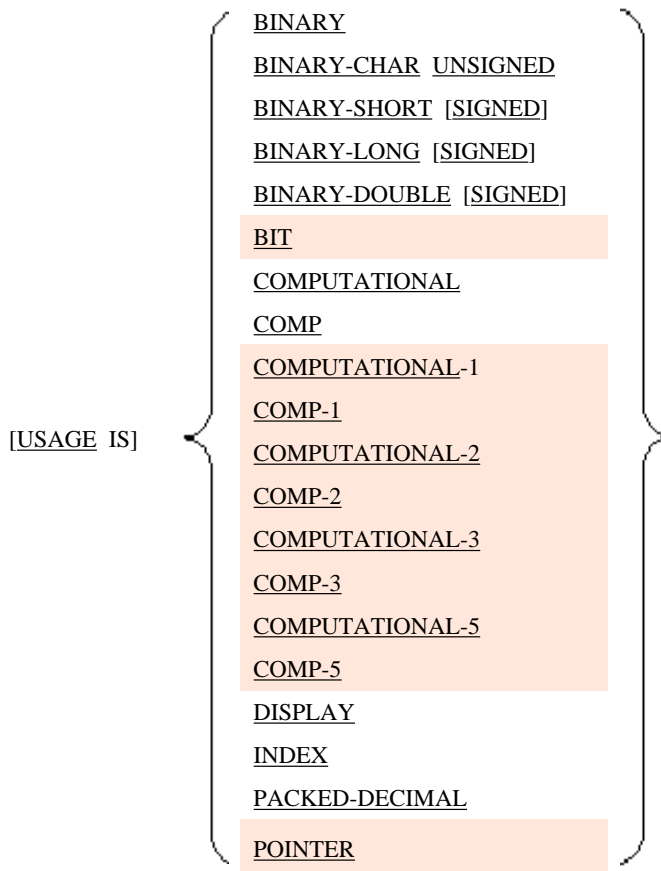 BINARY
BINARY-CHAR UNSIGNED
BINARY-SHORT [SIGNED]
BINARY-LONG [SIGNED]
BINARY-DOUBLE [SIGNED]
BIT
COMPUTATIONAL
COMP
COMPUTATIONAL-1
COMP-1
[USAGE IS]
COMPUTATIONAL-2
COMP-2
COMPUTATIONAL-3
COMP-3
COMPUTATIONAL-5
COMP-5
DISPLAY
INDEX
PACKED-DECIMAL
POINTER